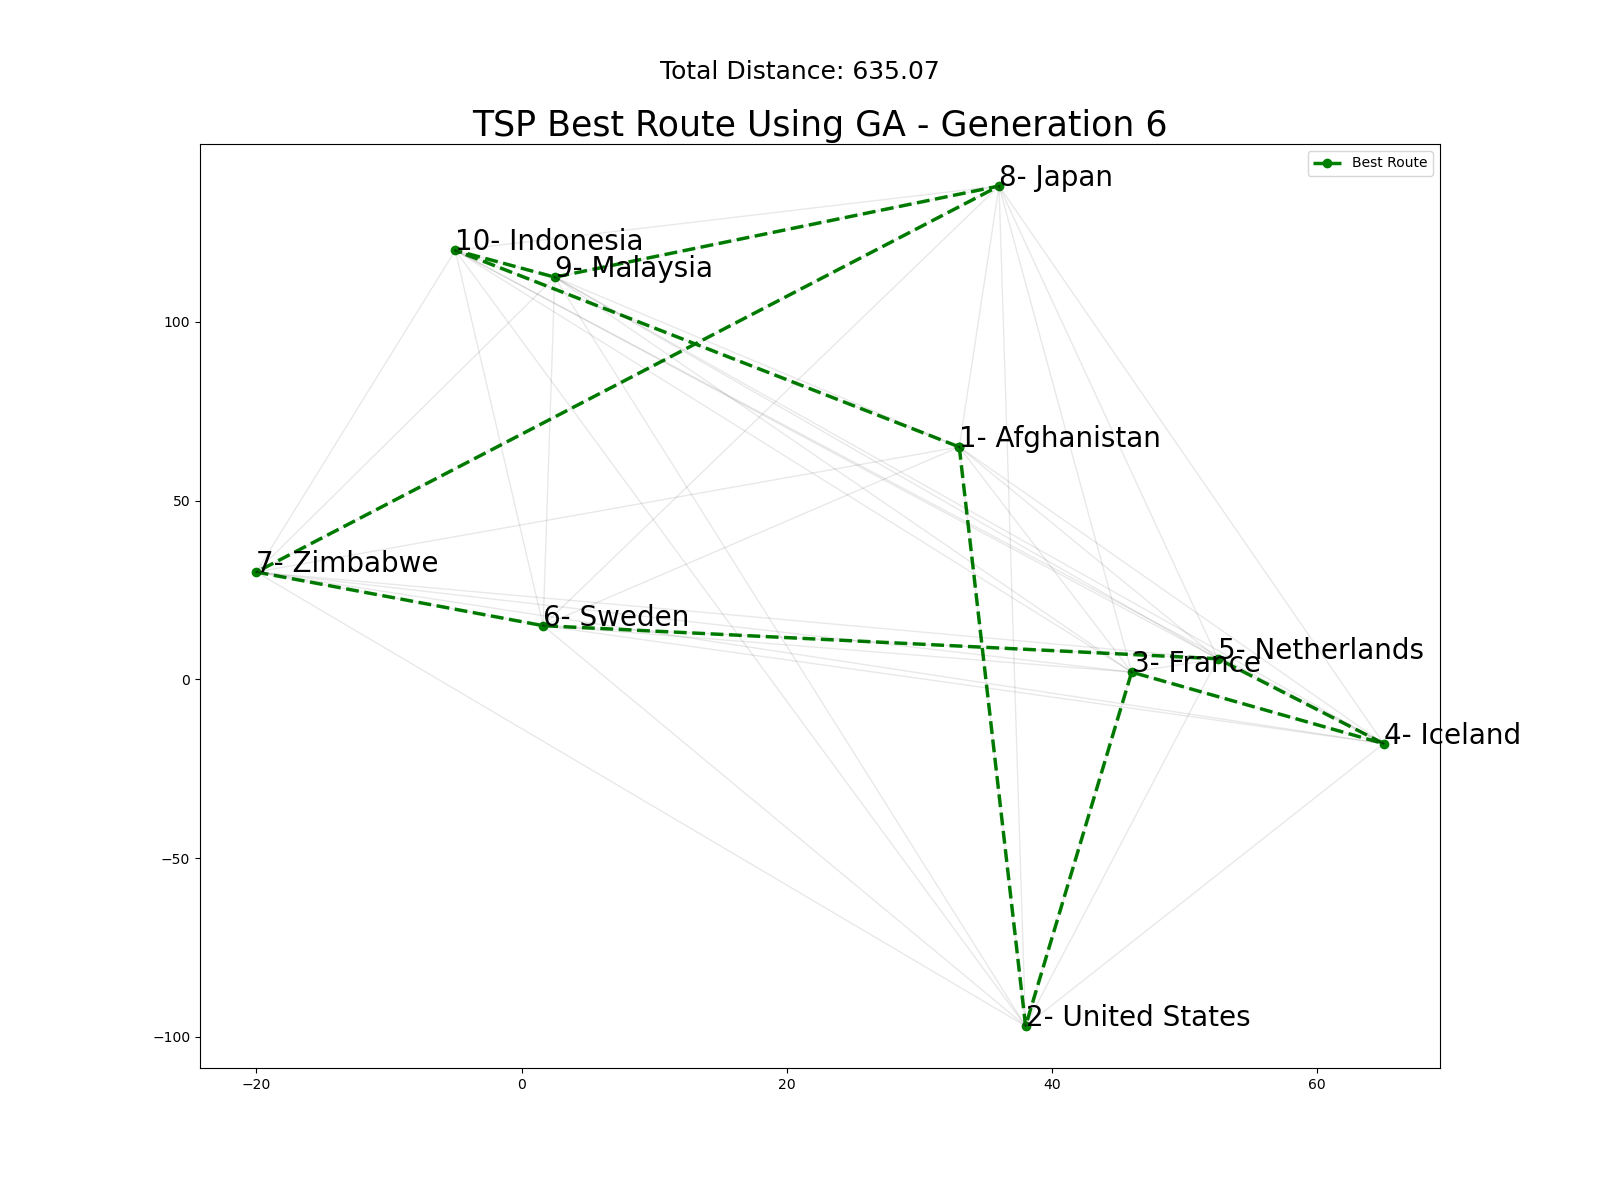 Total Distance: 635.07
TSP Best Route Using GA - Generation 6
Best Route
8- Japan
10- Indonesia
9- Malaysia
100
1- Afghanistan
50
7- Zimbabwe
6- Sweden
5- Netherlands
3- France
0
4- Iceland
−50
2- United States
−100
−20 0 20 40 60